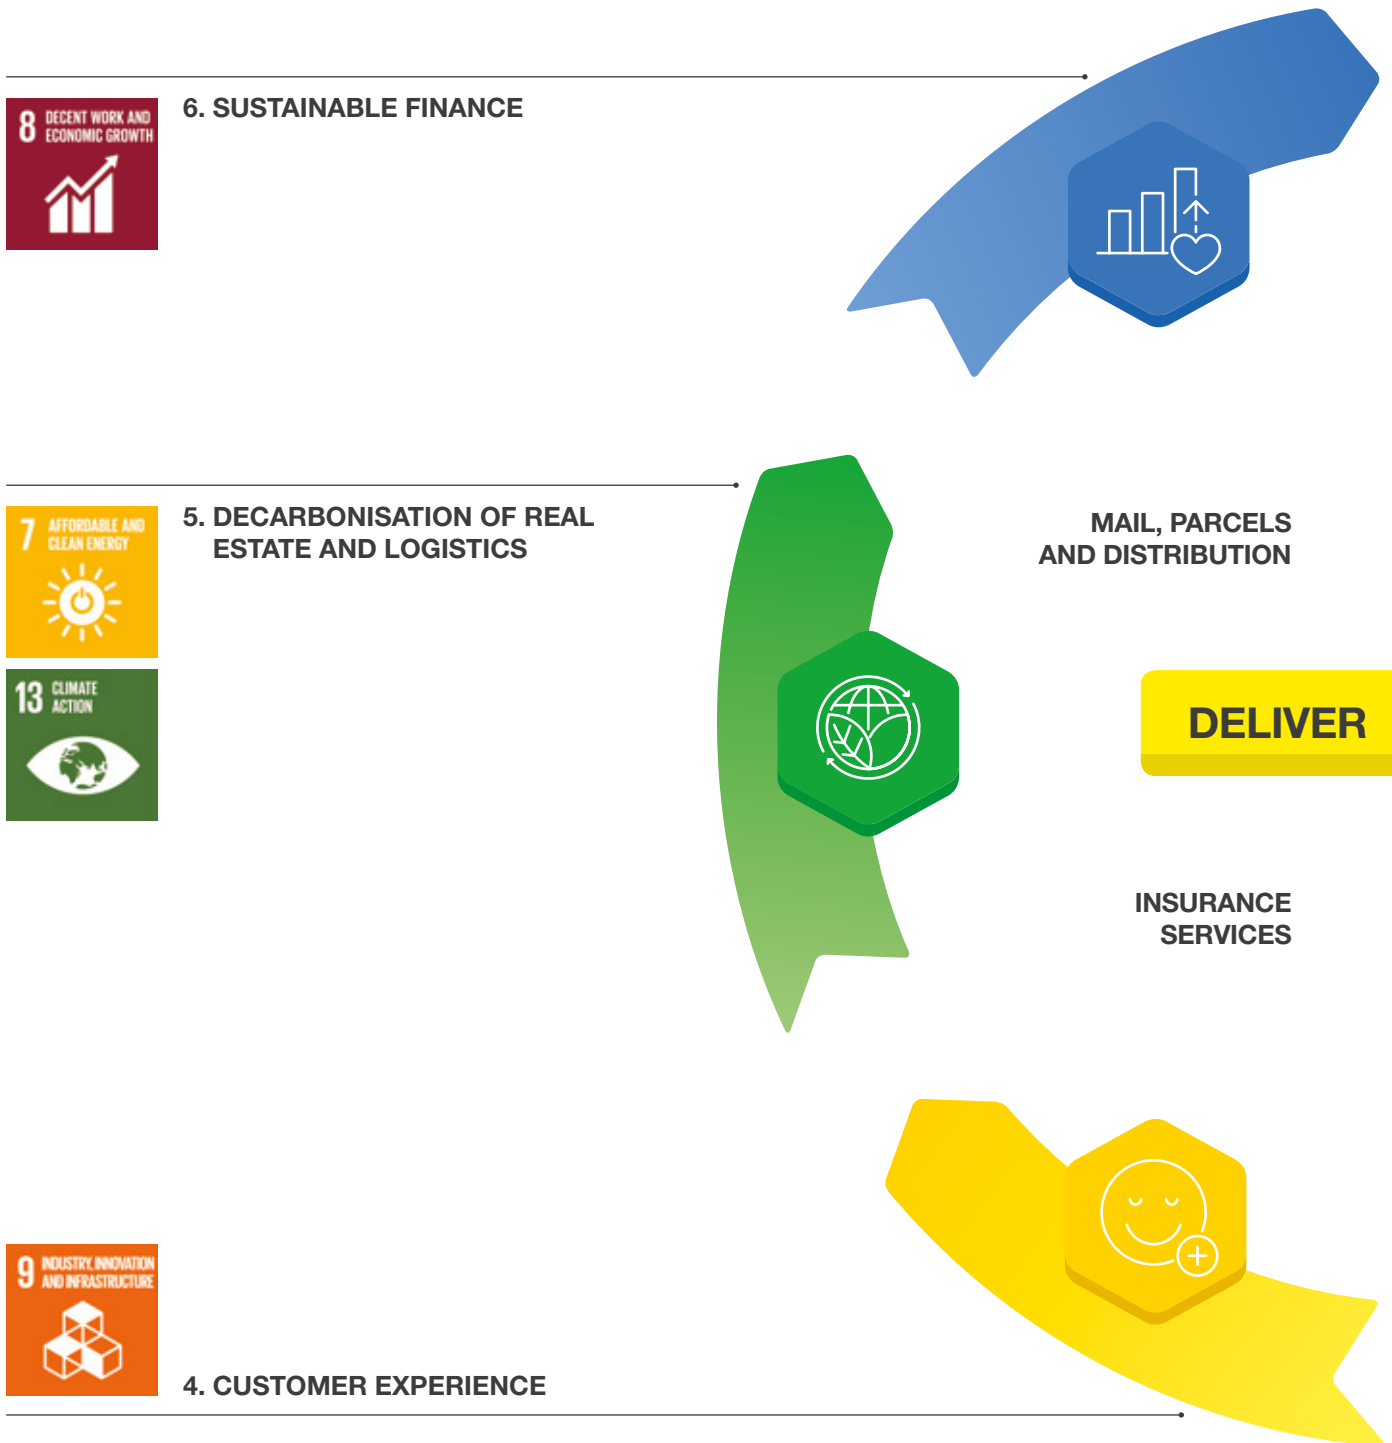 6. SUSTAINABLE FINANCE
8 DECENT WORK AND
ECONOMIC GROWTH
5. DECARBONISATION OF REAL
ESTATE AND LOGISTICS
7 AFFORDABLE AND
CLEAN ENERGY
13 CLIMATE
ACTION
MAIL, PARCELS
AND DISTRIBUTION
DELIVER
INSURANCE
SERVICES
9 INDUSTRY, INNOVATION
AND INFRASTRUCTURE
4. CUSTOMER EXPERIENCE